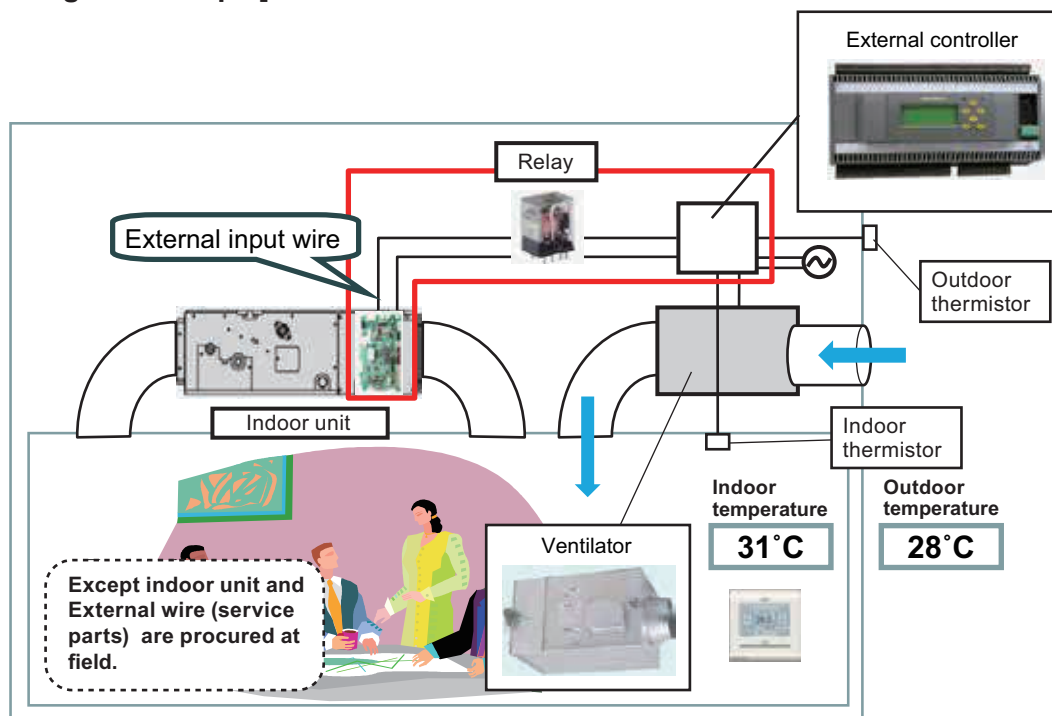 External controller
Relay
External input wire
Outdoor
thermistor
Indoor unit
Indoor
thermistor
Indoor
temperature
Outdoor
temperature
31˚C
28˚C
Ventilator
Except indoor unit and
External wire (service
parts) are procured at
field.